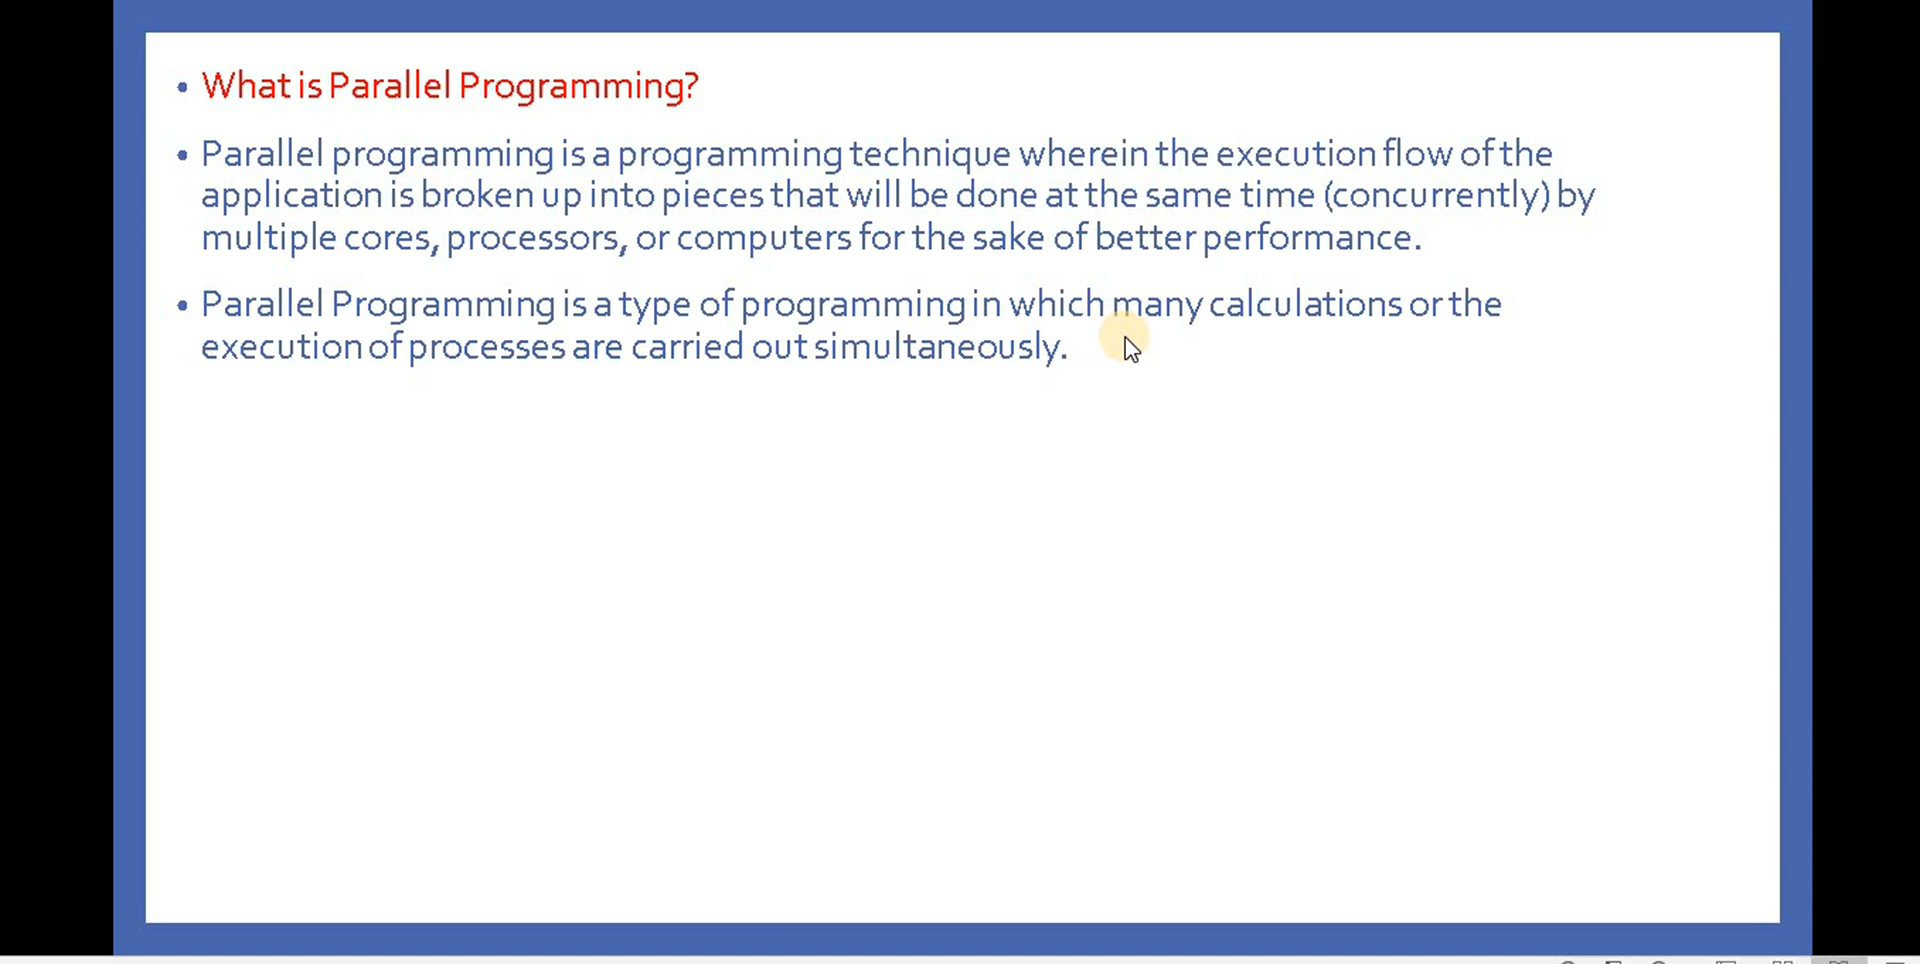 • What is Parallel Programming?
• Parallel programming is a programming technique wherein the execution flow of the
application is broken up into pieces that will be done at the same time (concurrently) by
multiple cores, processors, or computers for the sake of better performance.
• Parallel Programming is a type of programming in which many calculations or the
execution of processes are carried out simultaneously.